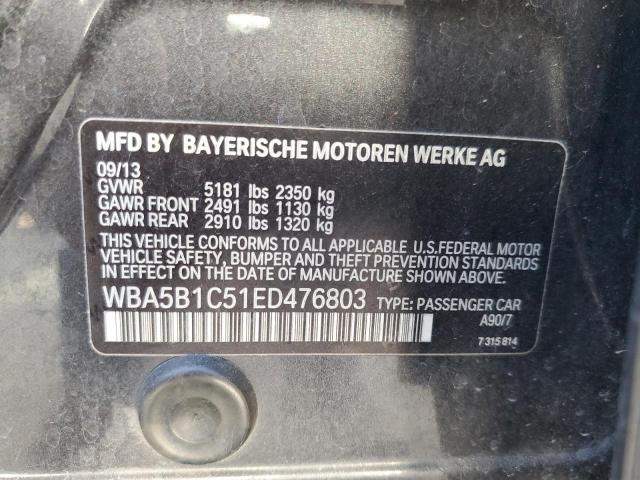 MFD BY BAYERISCHE MOTOREN WERKE AG
09/13
GVWR 5181 lbs 2350 kg
GAWR FRONT 2491 lbs 1130 kg
GAWR REAR 2910 lbs 1320 kg
THIS VEHICLE CONFORMS TO ALL APPLICABLE U.S.FEDERAL MOTOR
VEHICLE SAFETY, BUMPER AND THEFT PREVENTION STANDARDS
IN EFFECT ON THE DATE OF MANUFACTURE SHOWN ABOVE.
WBA5B1C51ED476803 TYPE: PASSENGER CAR
A90/7
7 315 814